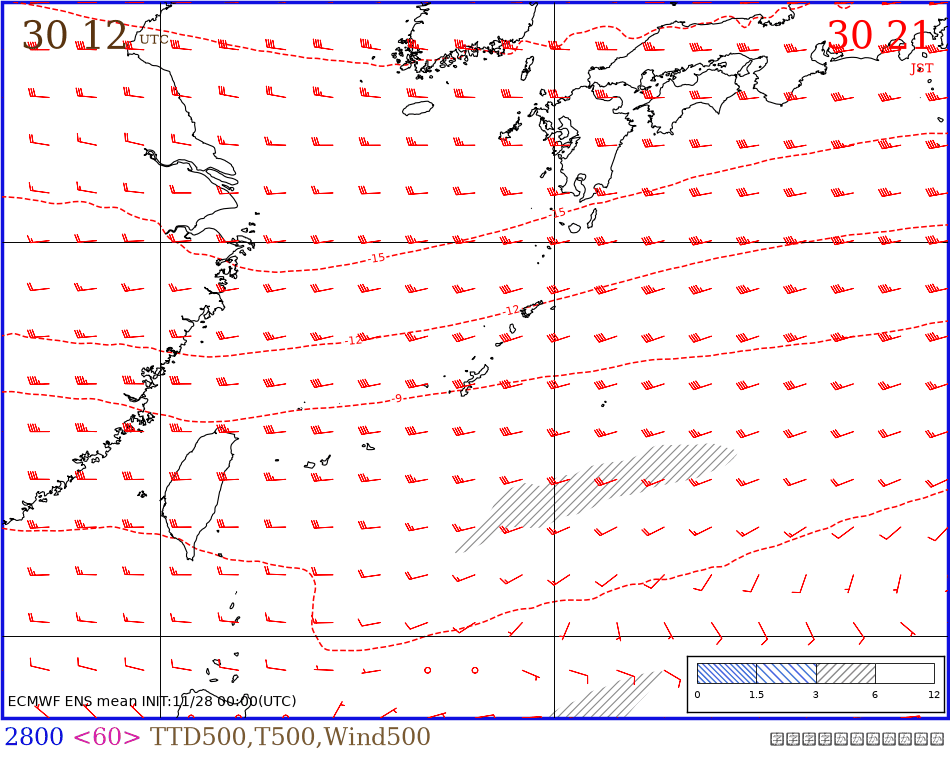 30 12 UTC
30 21
JST
-15
-15
-12
-12
-9
0 1.5 3 6 12
ECMWF ENS mean INIT:11/28 00:00(UTC)
2800 <60> TTD500,T500,Wind500